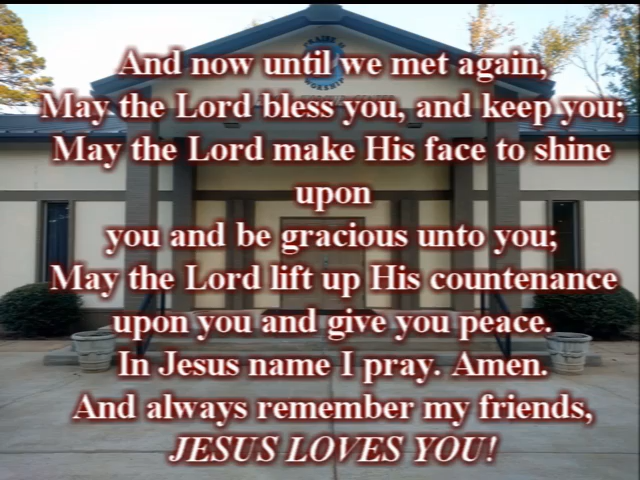 PRAISE &
WORSHIP
And now until we met again,
May the Lord bless you, and keep you;
May the Lord make His face to shine
upon
you and be gracious unto you;
May the Lord lift up His countenance
upon you and give you peace.
In Jesus name I pray. Amen.
And always remember my friends,
JESUS LOVES YOU!